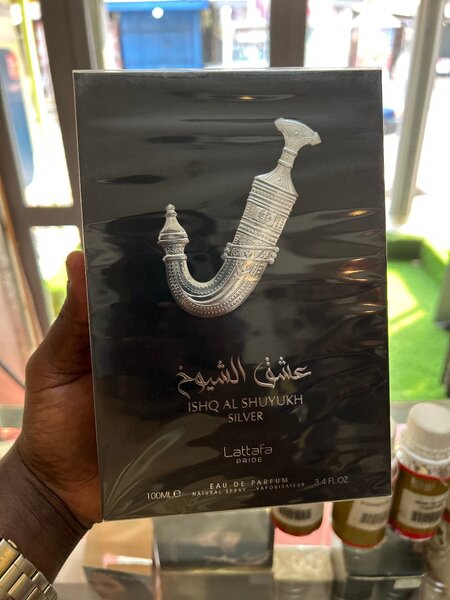 عشق الشيوخ
ISHQ AL SHUYUKH
SILVER
Lattafa
PRIDE
EAU DE PARFUM
100ML℮ NATURAL SPRAY - VAPORISATEUR 3.4 FL.OZ.